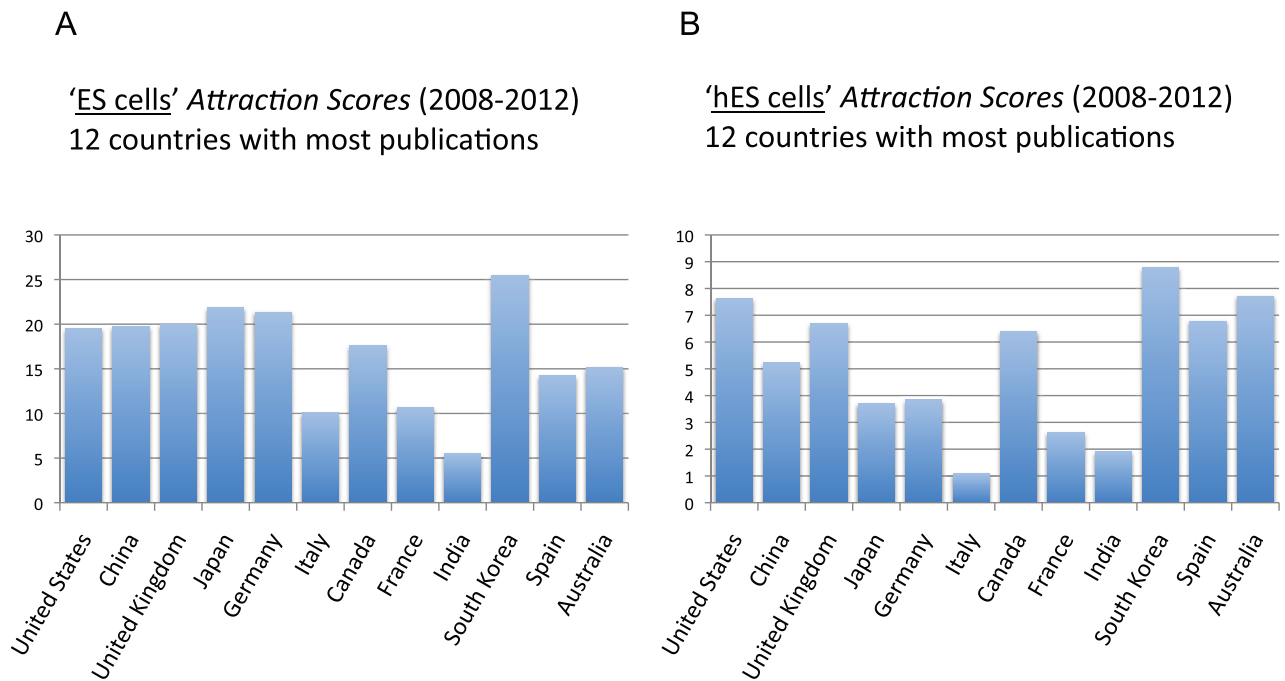 A
'ES cells' Attraction Scores (2008-2012)
12 countries with most publications
30
25
20
15
10
5
0
United States
China
United Kingdom
Japan
Germany
Italy
Canada
France
India
South Korea
Spain
Australia
B
'hES cells' Attraction Scores (2008-2012)
12 countries with most publications
10
9
8
7
6
5
4
3
2
1
0
United States
China
United Kingdom
Japan
Germany
Italy
Canada
France
India
South Korea
Spain
Australia